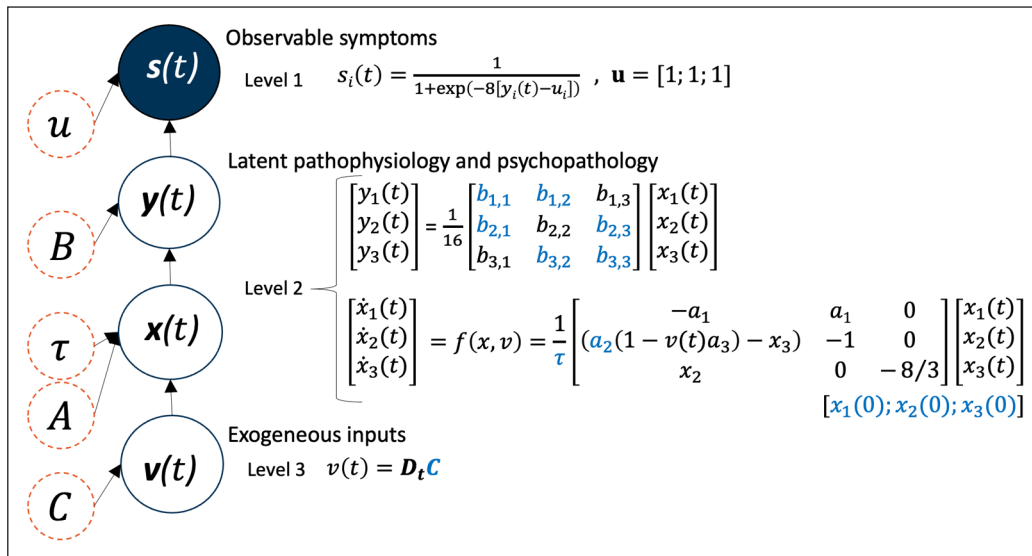 Observable symptoms
s(t)
Level 1 s_i(t) = 1 / (1+exp(−8[y_i(t)−u_i])) , u = [1; 1; 1]
u
Latent pathophysiology and psychopathology
y(t)
[y_1(t) y_2(t) y_3(t)] = 1/16 [b_{1,1} b_{1,2} b_{1,3}
b_{2,1} b_{2,2} b_{2,3}
b_{3,1} b_{3,2} b_{3,3}] [x_1(t) x_2(t) x_3(t)]
B
Level 2
x(t)
[ẋ_1(t) ẋ_2(t) ẋ_3(t)] = f(x, v) = 1/τ [−a_1 a_1 0
(a_2(1 − v(t)a_3) − x_3) −1 0
x_2 0 −8/3] [x_1(t) x_2(t) x_3(t)]
τ
A
[x_1(0); x_2(0); x_3(0)]
Exogeneous inputs
v(t)
Level 3 v(t) = D_t C
C